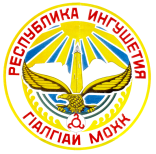 РЕСПУБЛИКА ИНГУШЕТИЯ
ГIАЛГIАЙ МОХК